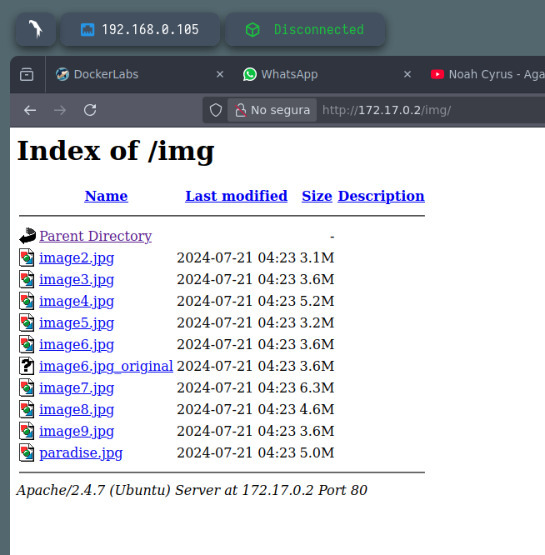 192.168.0.105 Disconnected
DockerLabs WhatsApp Noah Cyrus - Aga
No segura http://172.17.0.2/img/
Index of /img
Name Last modified Size Description
Parent Directory -
image2.jpg 2024-07-21 04:23 3.1M
image3.jpg 2024-07-21 04:23 3.6M
image4.jpg 2024-07-21 04:23 5.2M
image5.jpg 2024-07-21 04:23 3.2M
image6.jpg 2024-07-21 04:23 3.6M
image6.jpg_original 2024-07-21 04:23 3.6M
image7.jpg 2024-07-21 04:23 6.3M
image8.jpg 2024-07-21 04:23 4.6M
image9.jpg 2024-07-21 04:23 3.6M
paradise.jpg 2024-07-21 04:23 5.0M
Apache/2.4.7 (Ubuntu) Server at 172.17.0.2 Port 80